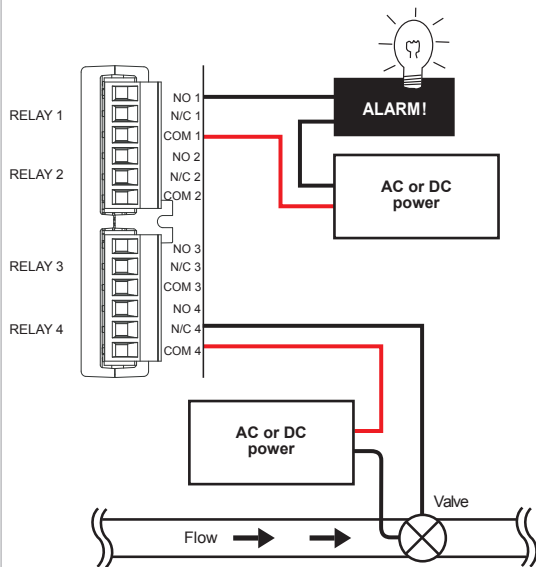 RELAY 1
RELAY 2
RELAY 3
RELAY 4
NO 1
N/C 1
COM 1
NO 2
N/C 2
COM 2
NO 3
N/C 3
COM 3
NO 4
N/C 4
COM 4
ALARM!
AC or DC
power
AC or DC
power
Valve
Flow